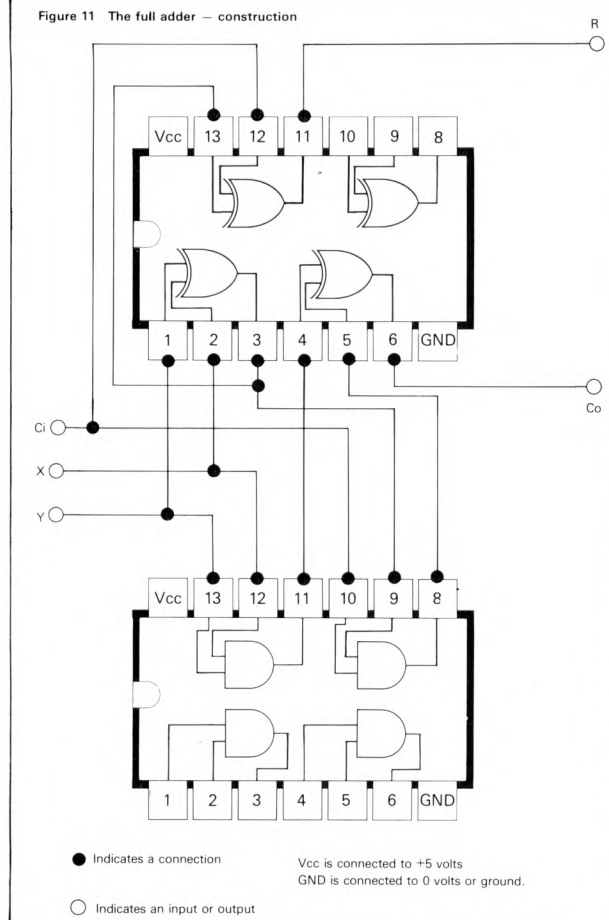 Figure 11 The full adder — construction
R
Vcc 13 12 11 10 9 8
1 2 3 4 5 6 GND
Co
Ci
X
Y
Vcc 13 12 11 10 9 8
1 2 3 4 5 6 GND
Indicates a connection
Vcc is connected to +5 volts
GND is connected to 0 volts or ground.
Indicates an input or output